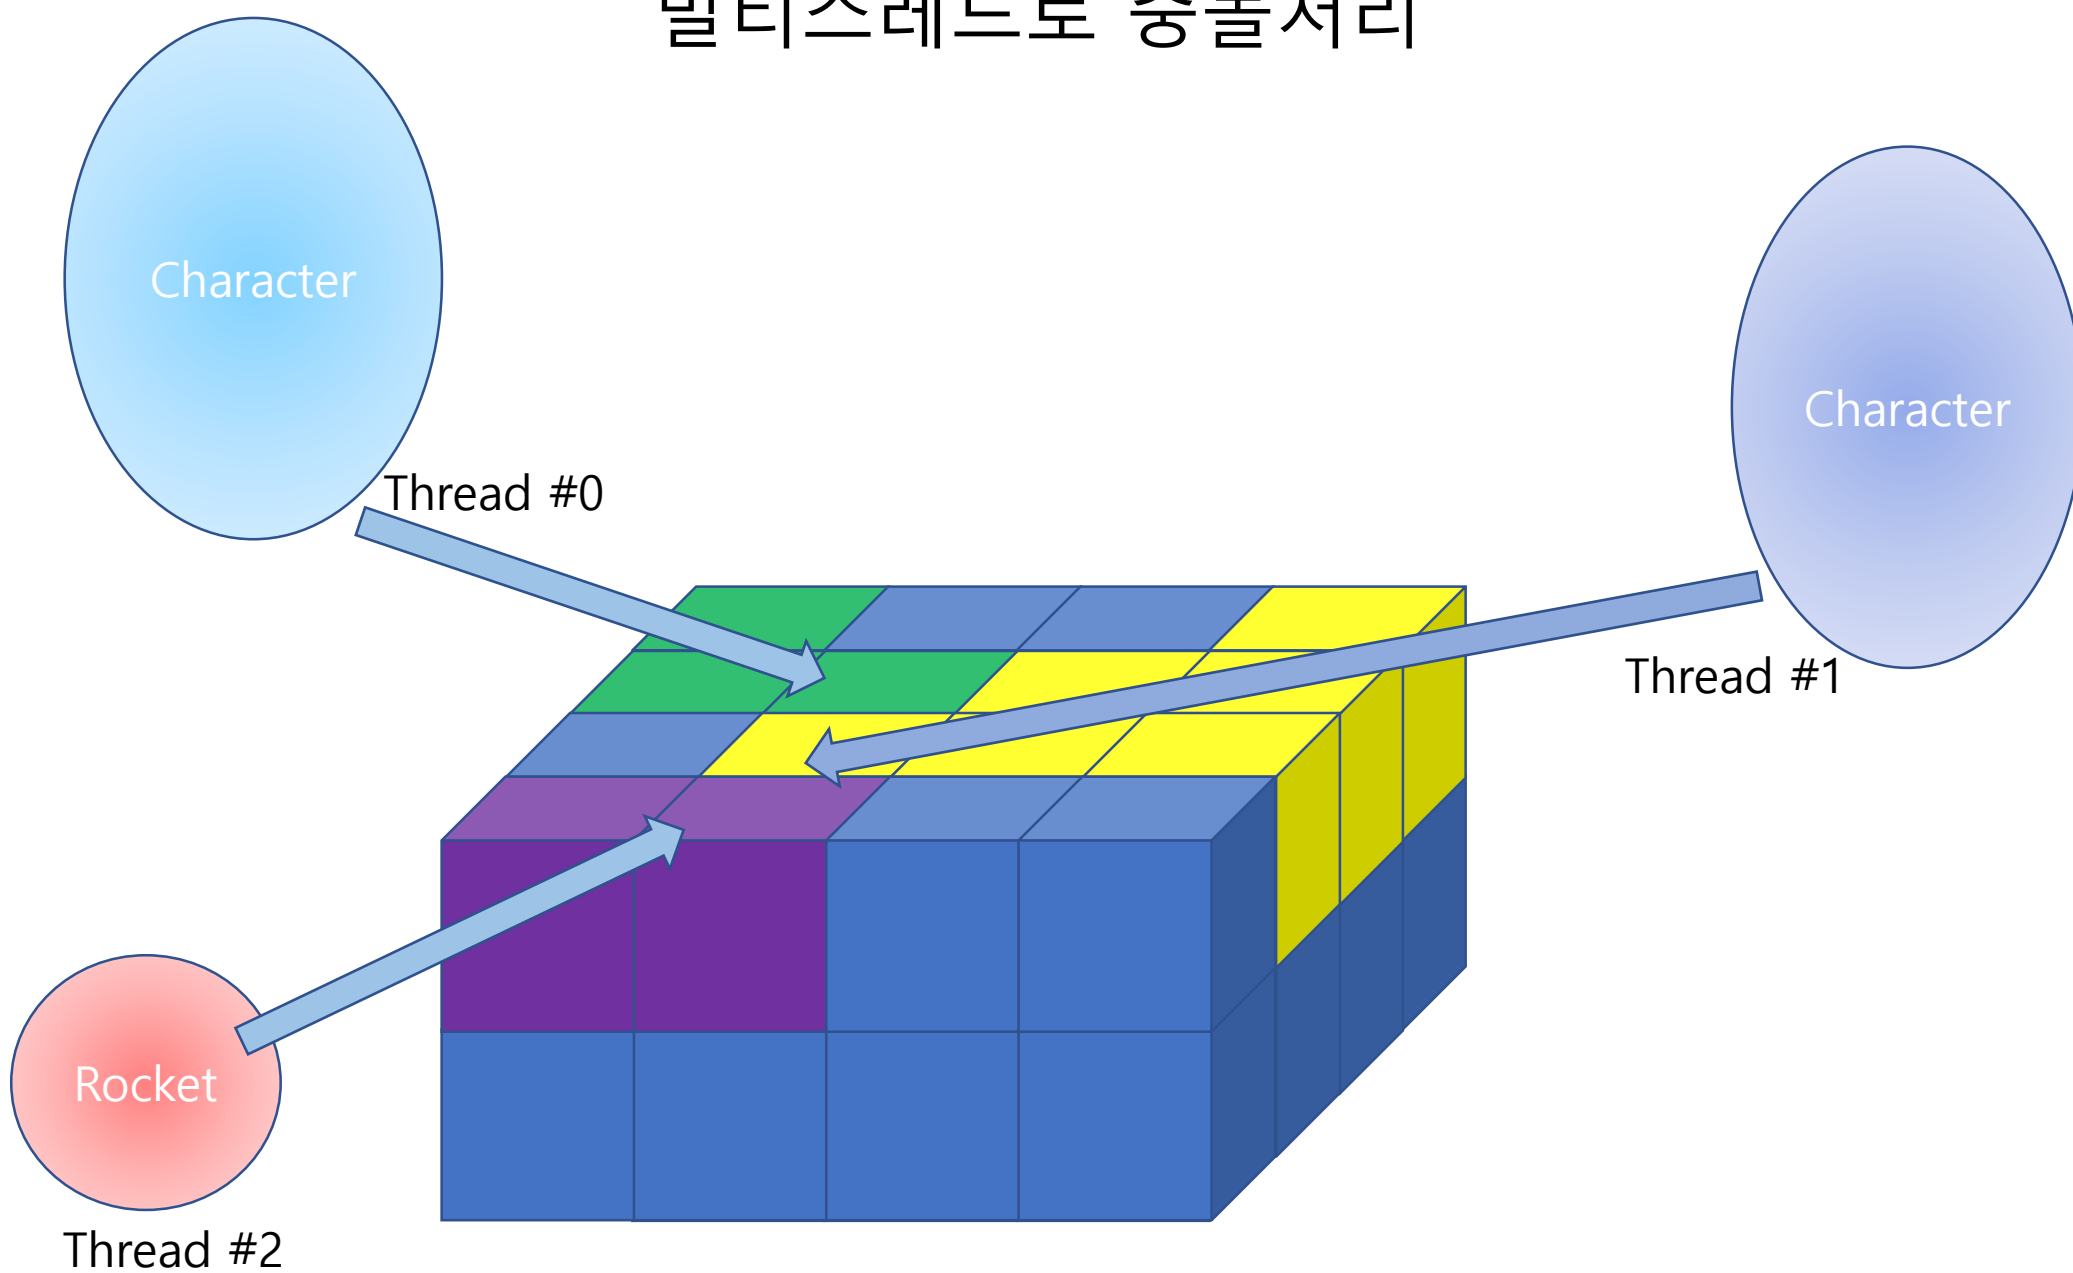 멀티스레드로 충돌처리
Character
Character
Thread #0
Thread #1
Rocket
Thread #2